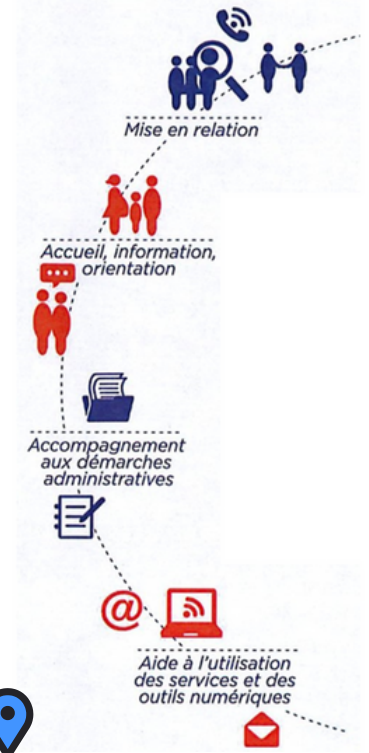 Mise en relation
Accueil, information,
orientation
Accompagnement
aux démarches
administratives
@
Aide à l'utilisation
des services et des
outils numériques